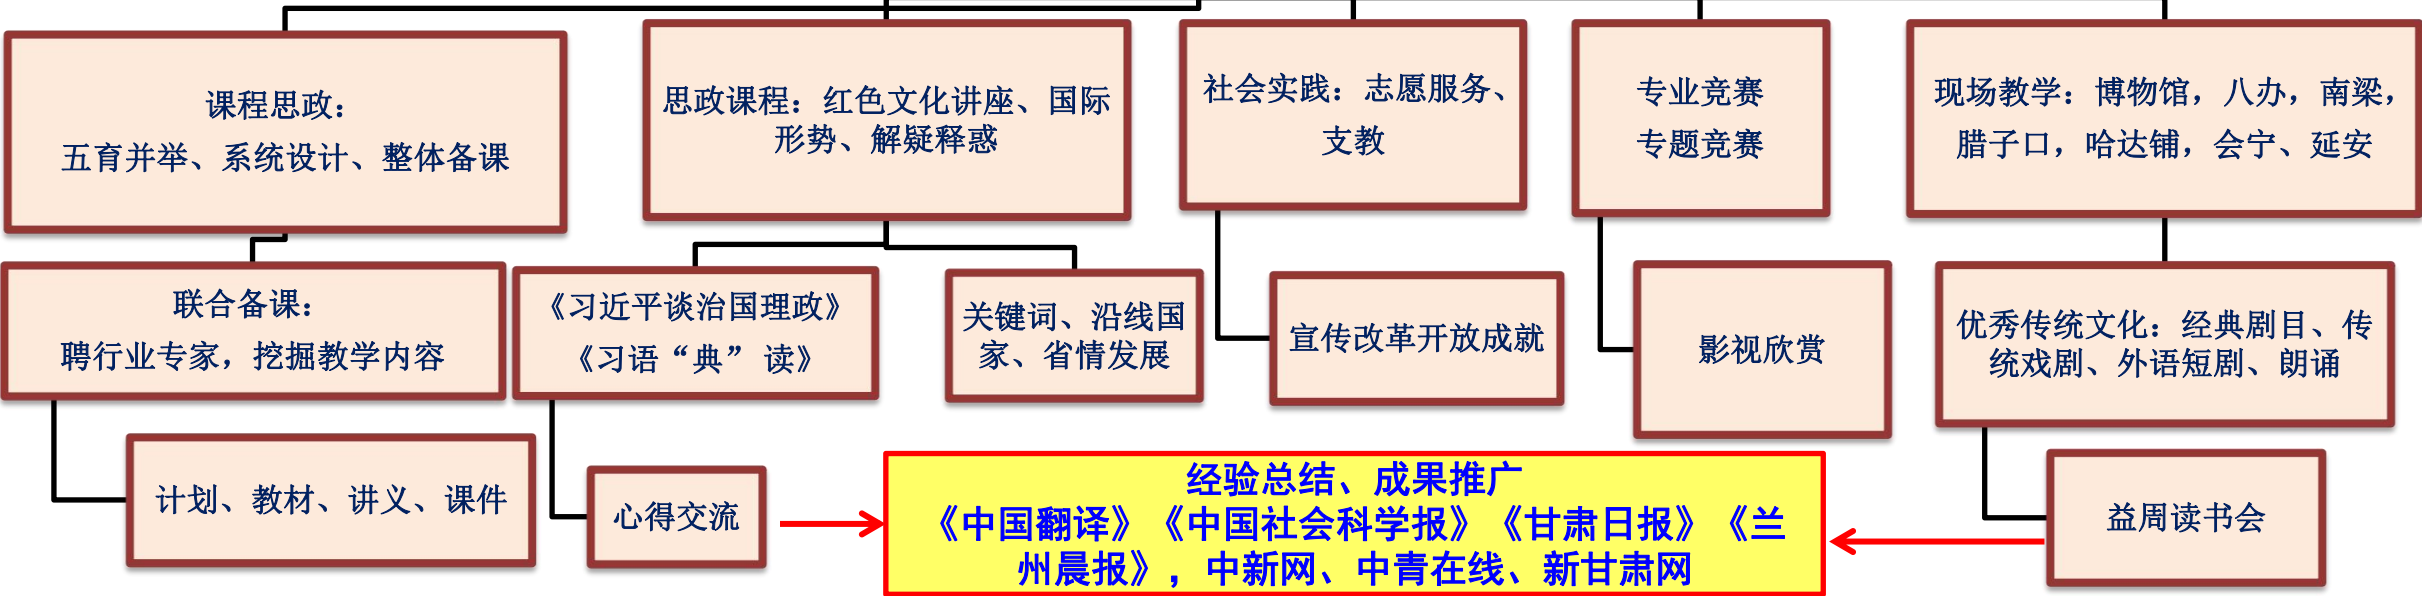 课程思政：
五育并举、系统设计、整体备课
思政课程：红色文化讲座、国际
形势、解疑释惑
社会实践：志愿服务、
支教
专业竞赛
专题竞赛
现场教学：博物馆，八办，南梁，
腊子口，哈达铺，会宁、延安
联合备课：
聘行业专家，挖掘教学内容
《习近平谈治国理政》
《习语“典”读》
关键词、沿线国
家、省情发展
宣传改革开放成就
影视欣赏
优秀传统文化：经典剧目、传
统戏剧、外语短剧、朗诵
计划、教材、讲义、课件
心得交流
经验总结、成果推广
《中国翻译》《中国社会科学报》《甘肃日报》《兰
州晨报》，中新网、中青在线、新甘肃网
益周读书会